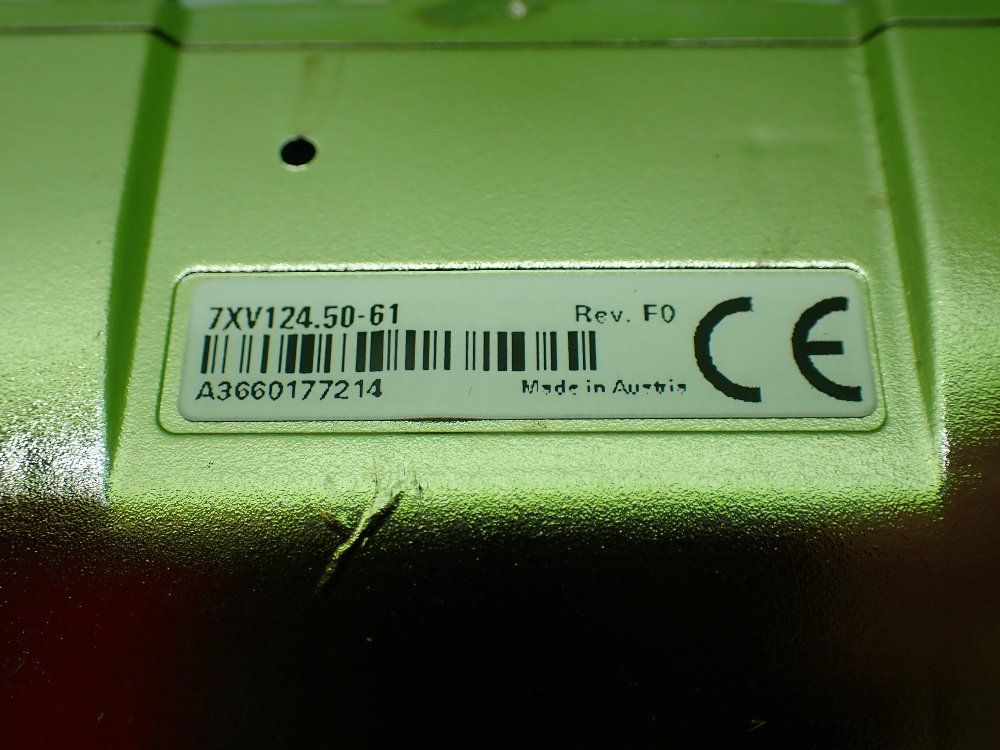 7XV124.50-61 Rev. F0
A3660177214 Made in Austria
CE